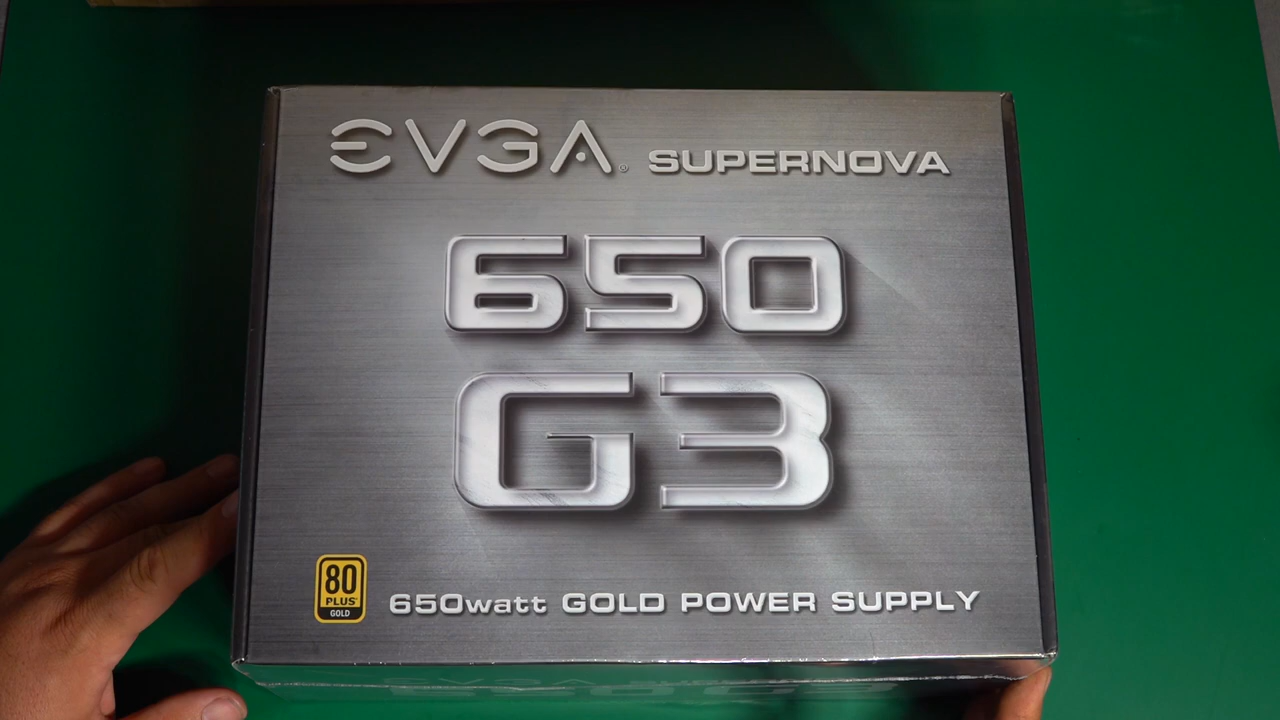 EVGA® SUPERNOVA
650
G3
80
PLUS
GOLD
650watt GOLD POWER SUPPLY